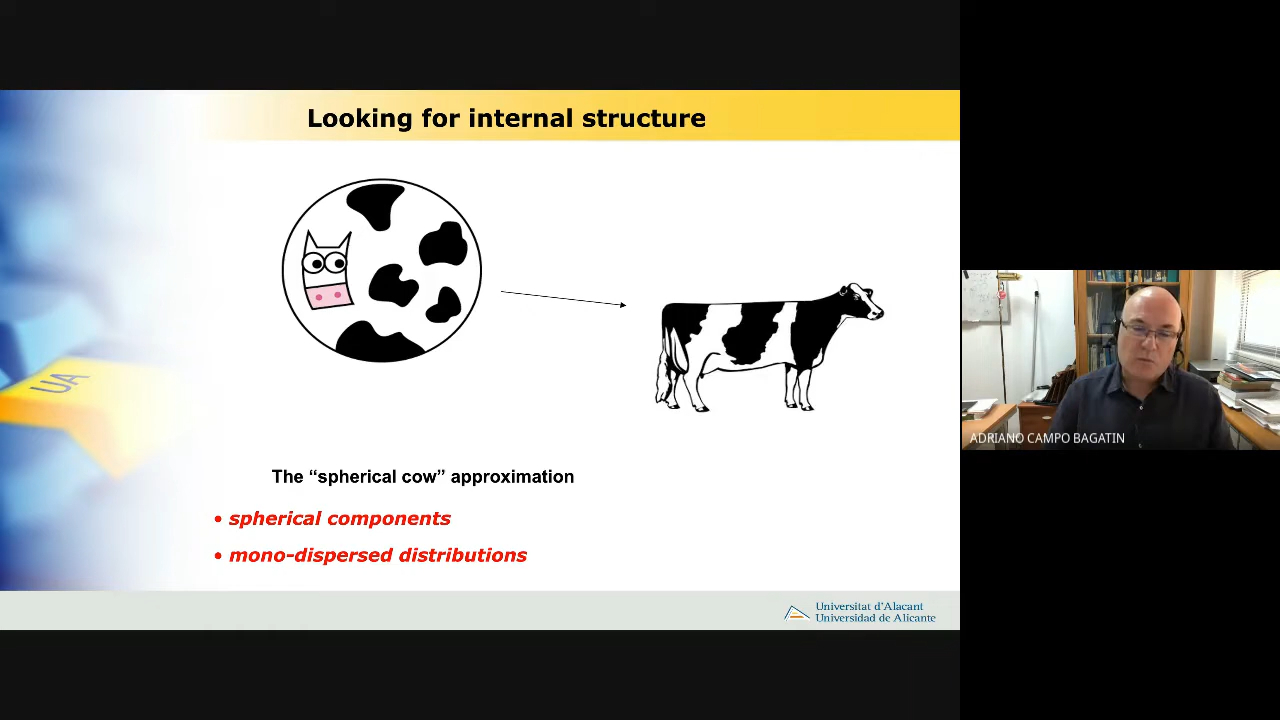 Looking for internal structure
UA
The “spherical cow” approximation
• spherical components
• mono-dispersed distributions
Universitat d’Alacant
Universidad de Alicante
ADRIANO CAMPO BAGATIN